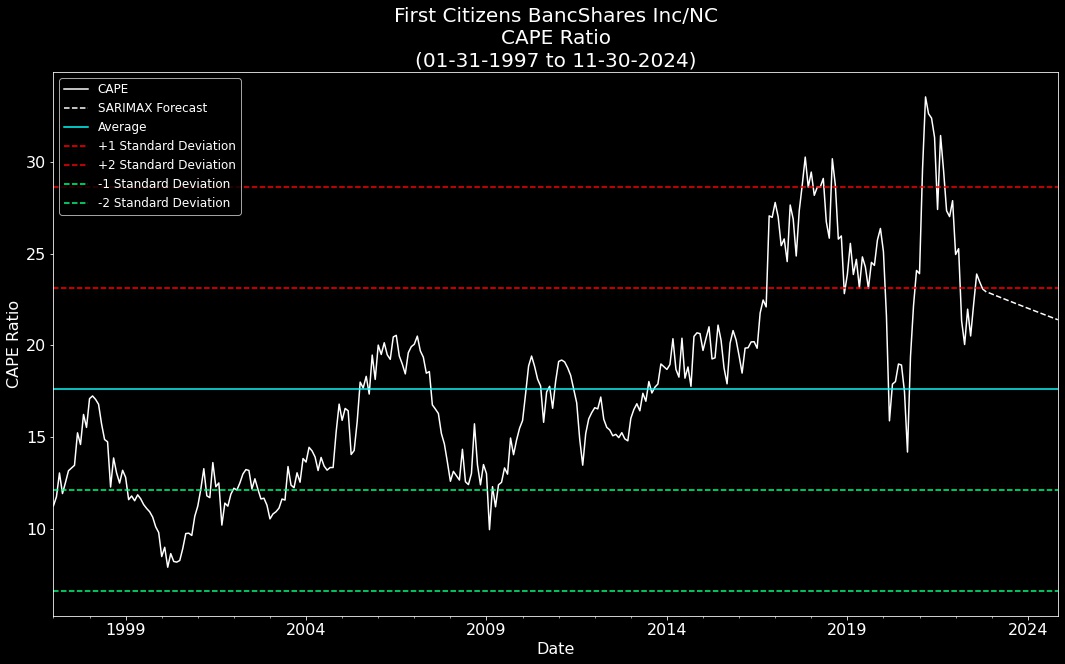 First Citizens BancShares Inc/NC
CAPE Ratio
(01-31-1997 to 11-30-2024)
CAPE
SARIMAX Forecast
Average
+1 Standard Deviation
+2 Standard Deviation
-1 Standard Deviation
-2 Standard Deviation
CAPE Ratio
30
25
20
15
10
1999 2004 2009 2014 2019 2024
Date